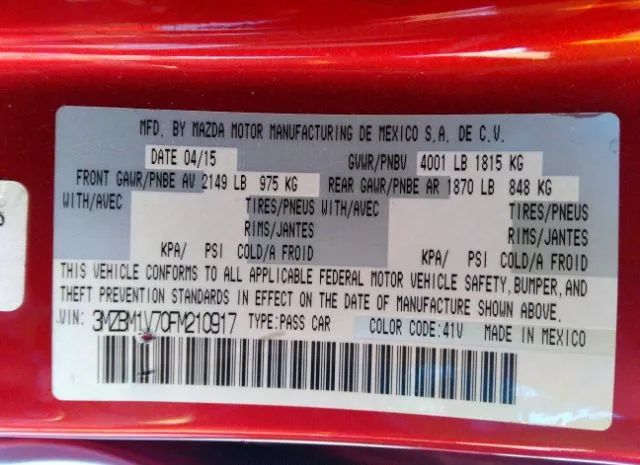 MFD. BY MAZDA MOTOR MANUFACTURING DE MEXICO S.A. DE C.V.
DATE 04/15 GVWR/PNBV 4001 LB 1815 KG
FRONT GAWR/PNBE AV 2149 LB 975 KG REAR GAWR/PNBE AR 1870 LB 848 KG
WITH/AVEC TIRES/PNEUS WITH/AVEC TIRES/PNEUS
RIMS/JANTES RIMS/JANTES
KPA/ PSI COLD/A FROID KPA/ PSI COLD/A FROID
THIS VEHICLE CONFORMS TO ALL APPLICABLE FEDERAL MOTOR VEHICLE SAFETY, BUMPER, AND
THEFT PREVENTION STANDARDS IN EFFECT ON THE DATE OF MANUFACTURE SHOWN ABOVE.
VIN: 3MZBM1V70FM210917 TYPE:PASS CAR COLOR CODE:41V MADE IN MEXICO